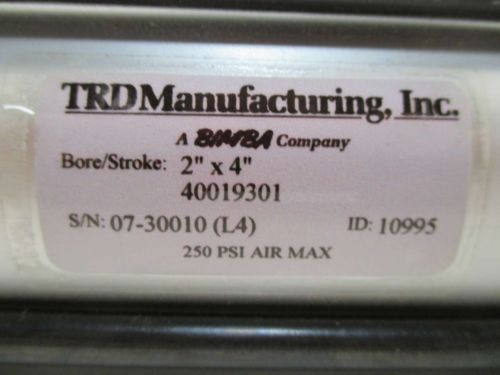 TRD Manufacturing, Inc.
A BIMBA Company
Bore/Stroke: 2" x 4"
40019301
S/N: 07-30010 (L4) ID: 10995
250 PSI AIR MAX